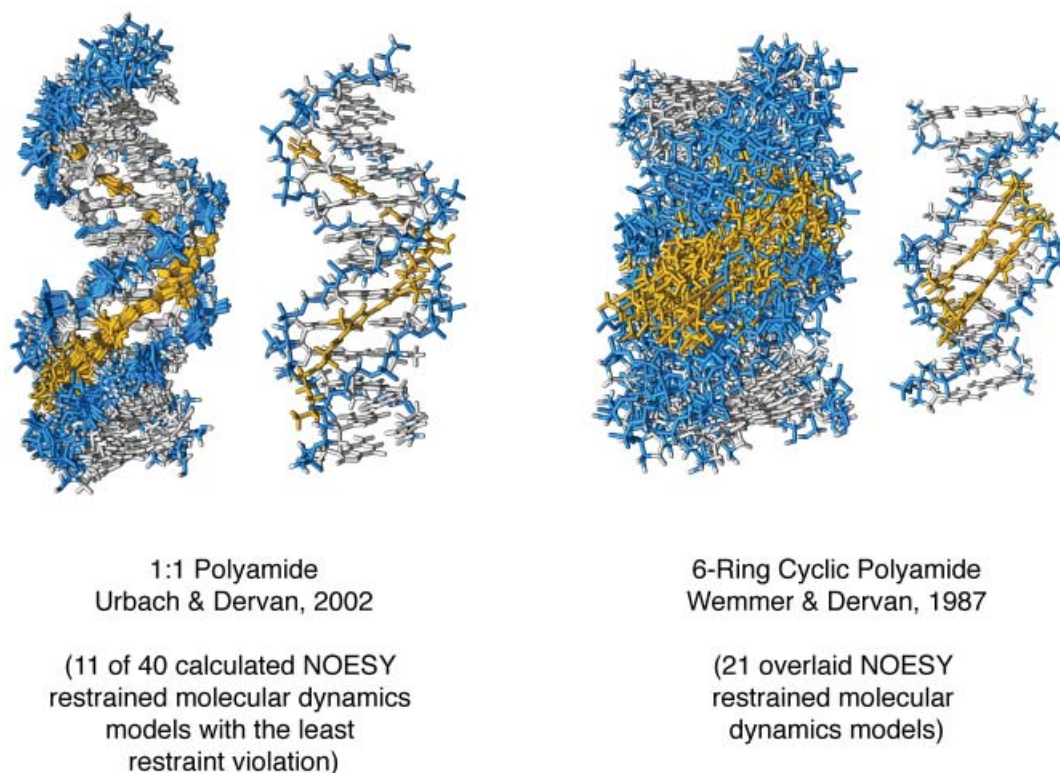 1:1 Polyamide
Urbach & Dervan, 2002
(11 of 40 calculated NOESY
restrained molecular dynamics
models with the least
restraint violation)
6-Ring Cyclic Polyamide
Wemmer & Dervan, 1987
(21 overlaid NOESY
restrained molecular
dynamics models)